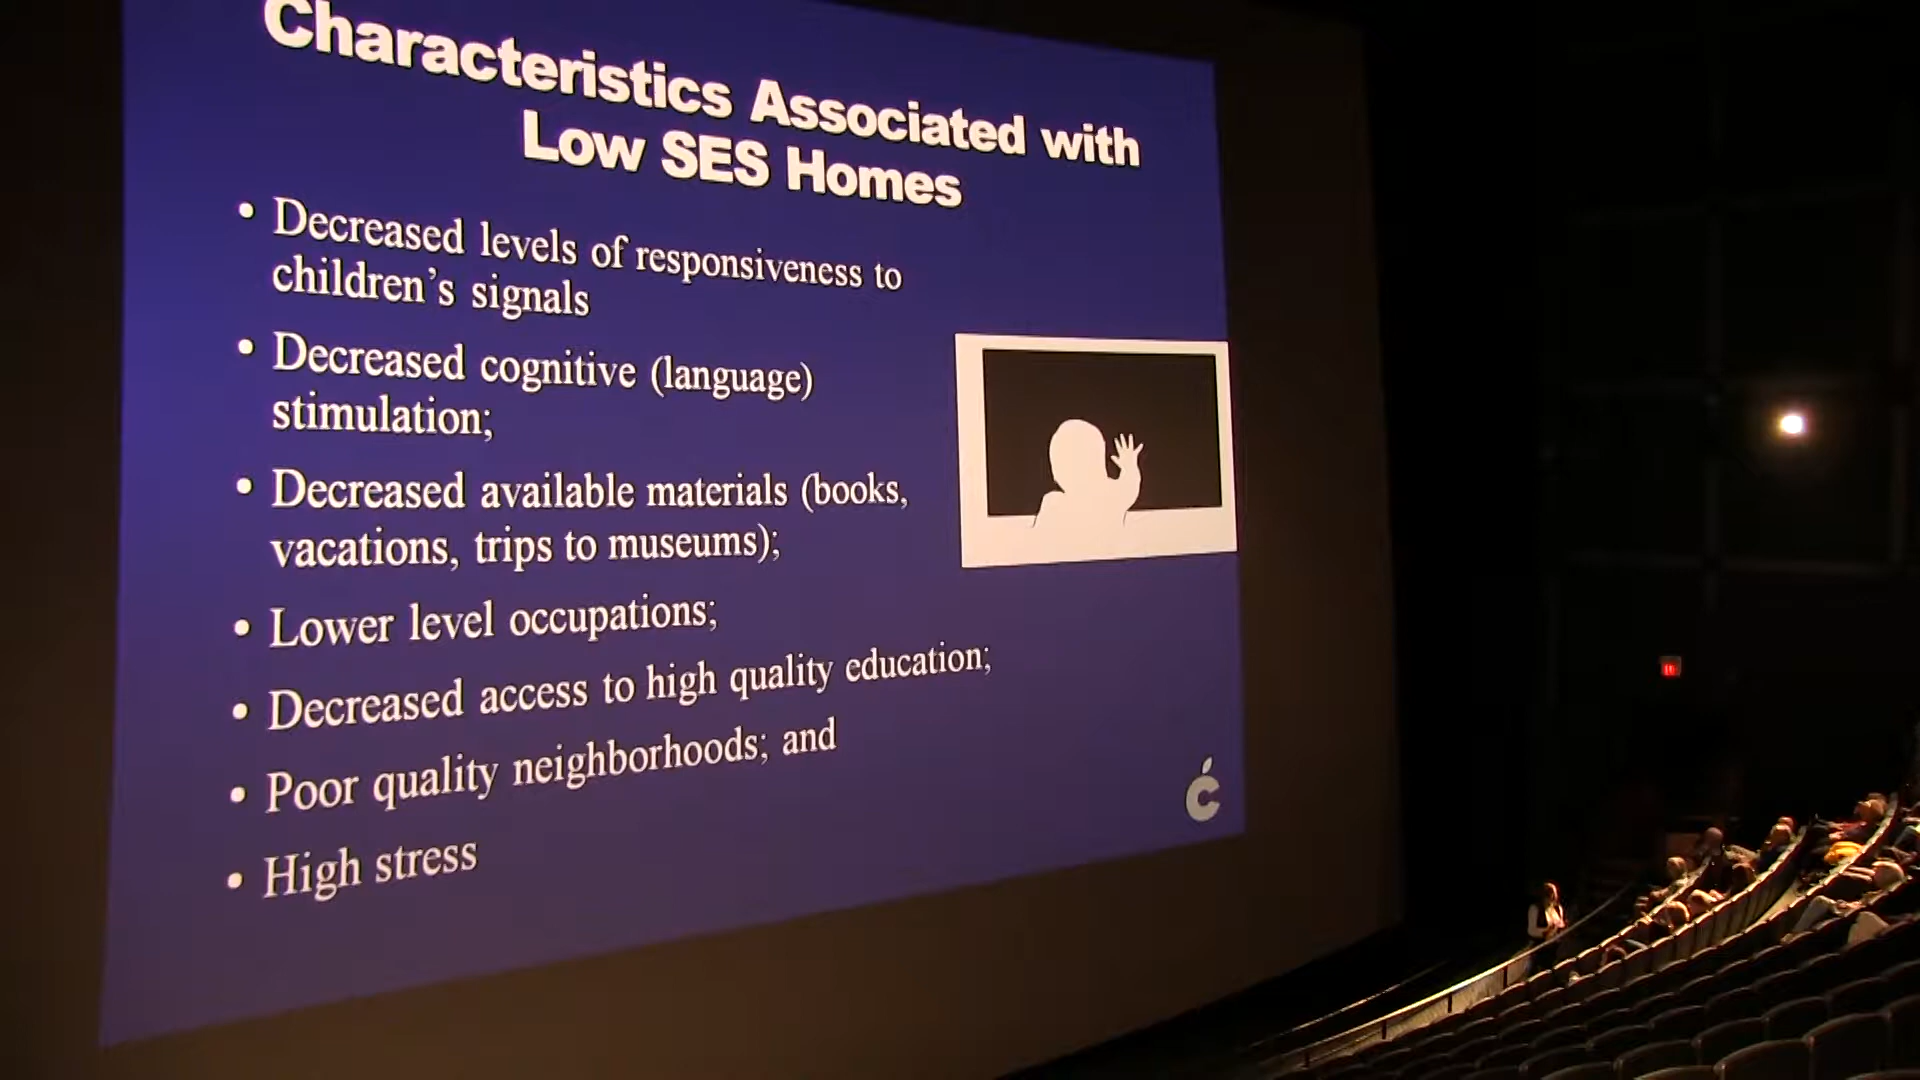 Characteristics Associated with
Low SES Homes
• Decreased levels of responsiveness to
children's signals
• Decreased cognitive (language)
stimulation;
• Decreased available materials (books,
vacations, trips to museums);
• Lower level occupations;
• Decreased access to high quality education;
• Poor quality neighborhoods; and
• High stress